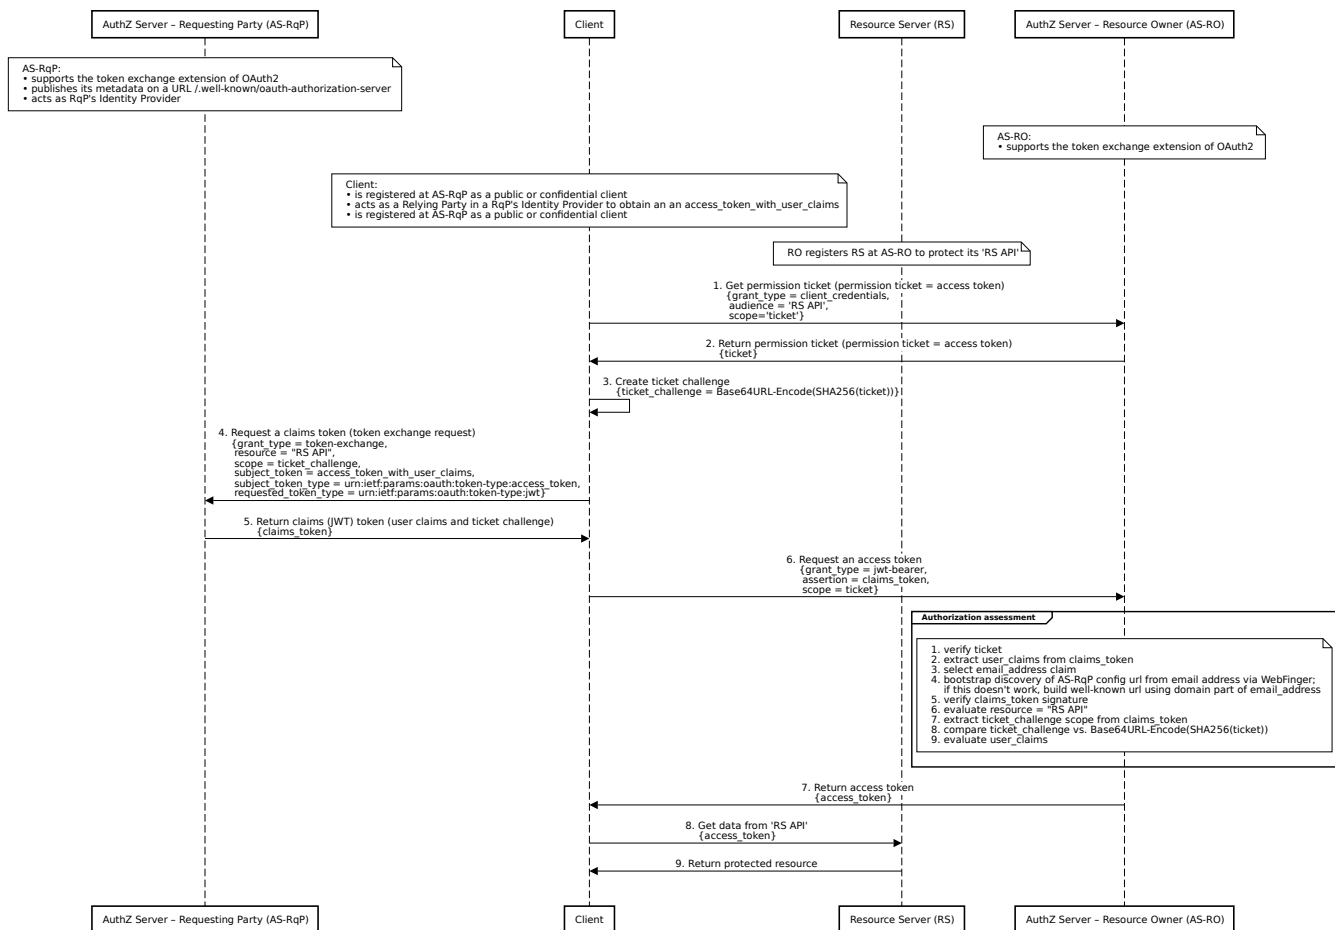 AuthZ Server – Requesting Party (AS-RqP)
Client
Resource Server (RS)
AuthZ Server – Resource Owner (AS-RO)
AS-RqP:
• supports the token exchange extension of OAuth2
• publishes its metadata on a URL /.well-known/oauth-authorization-server
• acts as RqP's Identity Provider
AS-RO:
• supports the token exchange extension of OAuth2
Client:
• is registered at AS-RqP as a public or confidential client
• acts as a Relying Party in a RqP's Identity Provider to obtain an an access_token_with_user_claims
• is registered at AS-RqP as a public or confidential client
RO registers RS at AS-RO to protect its 'RS API'
1. Get permission ticket (permission ticket = access token)
{grant_type = client_credentials,
audience = 'RS API',
scope='ticket'}
2. Return permission ticket (permission ticket = access token)
{ticket}
3. Create ticket challenge
{ticket_challenge = Base64URL-Encode(SHA256(ticket))}
4. Request a claims token (token exchange request)
{grant_type = token-exchange,
resource = "RS API",
scope = ticket_challenge,
subject_token = access_token_with_user_claims,
subject_token_type = urn:ietf:params:oauth:token-type:access_token,
requested_token_type = urn:ietf:params:oauth:token-type:jwt}
5. Return claims (JWT) token (user claims and ticket challenge)
{claims_token}
6. Request an access token
{grant_type = jwt-bearer,
assertion = claims_token,
scope = ticket}
Authorization assessment
1. verify ticket
2. extract user_claims from claims_token
3. select email_address claim
4. bootstrap discovery of AS-RqP config url from email address via WebFinger;
if this doesn't work, build well-known url using domain part of email_address
5. verify claims_token signature
6. evaluate resource = "RS API"
7. extract ticket_challenge scope from claims_token
8. compare ticket_challenge vs. Base64URL-Encode(SHA256(ticket))
9. evaluate user_claims
7. Return access token
{access_token}
8. Get data from 'RS API'
{access_token}
9. Return protected resource
AuthZ Server – Requesting Party (AS-RqP)
Client
Resource Server (RS)
AuthZ Server – Resource Owner (AS-RO)